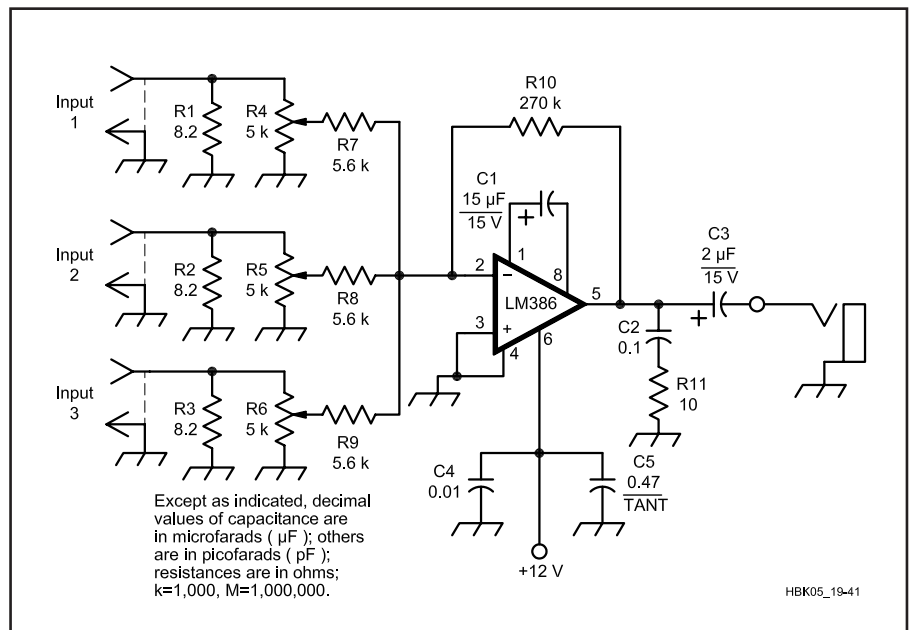 Input
1
R1
8.2
R4
5 k
R7
5.6 k
R10
270 k
C1
15 µF
15 V
+
1
8
Input
2
R2
8.2
R5
5 k
R8
5.6 k
2
−
LM386
3
+
4
5
6
C3
2 µF
15 V
+
C2
0.1
R11
10
Input
3
R3
8.2
R6
5 k
R9
5.6 k
C4
0.01
C5
0.47
TANT
+12 V
Except as indicated, decimal
values of capacitance are
in microfarads ( µF ); others
are in picofarads ( pF );
resistances are in ohms;
k=1,000, M=1,000,000.
HBK05_19-41